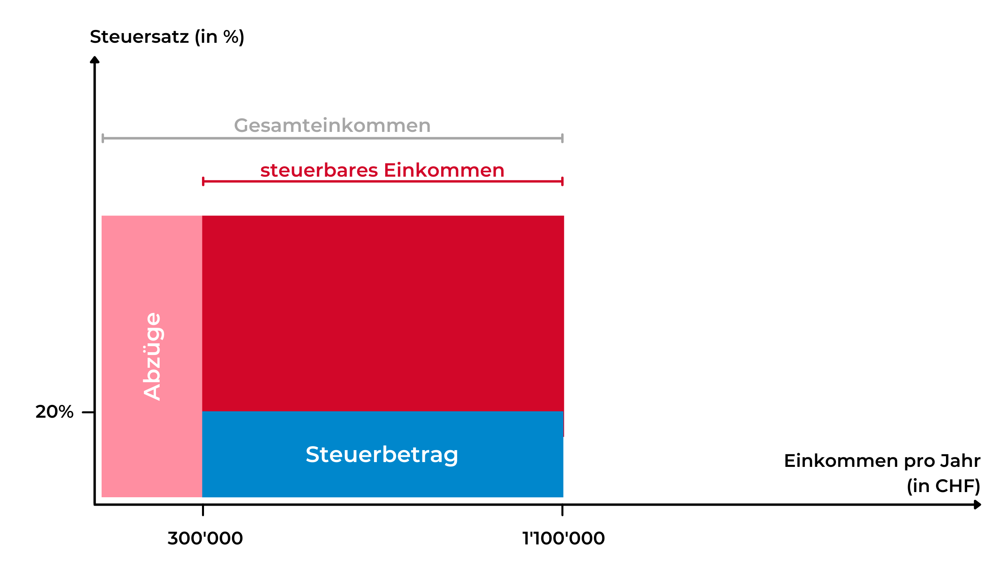 Steuersatz (in %)
Gesamteinkommen
steuerbares Einkommen
Abzüge
20%
Steuerbetrag
Einkommen pro Jahr
(in CHF)
300'000
1'100'000